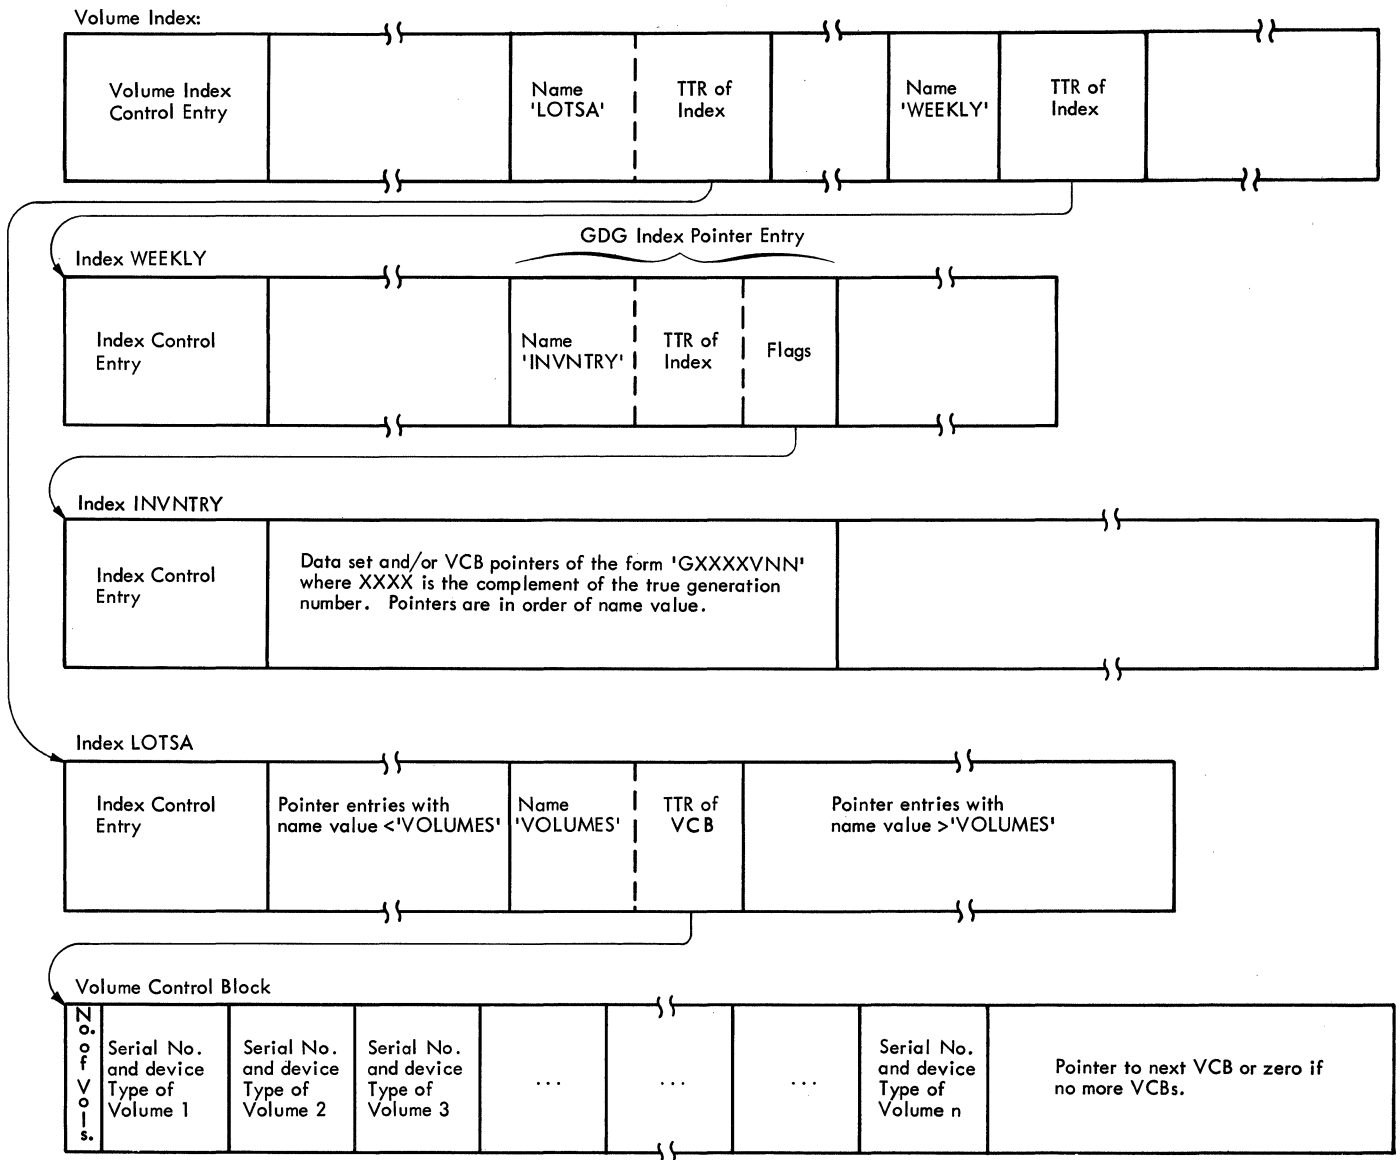 Volume Index:
Volume Index
Control Entry
Name
'LOTSA'
TTR of
Index
Name
'WEEKLY'
TTR of
Index
GDG Index Pointer Entry
Index WEEKLY
Index Control
Entry
Name
'INVNTRY'
TTR of
Index
Flags
Index INVNTRY
Index Control
Entry
Data set and/or VCB pointers of the form 'GXXXXVNN'
where XXXX is the complement of the true generation
number. Pointers are in order of name value.
Index LOTSA
Index Control
Entry
Pointer entries with
name value <'VOLUMES'
Name
'VOLUMES'
TTR of
VCB
Pointer entries with
name value >'VOLUMES'
Volume Control Block
No. of Vols.
Serial No.
and device
Type of
Volume 1
Serial No.
and device
Type of
Volume 2
Serial No.
and device
Type of
Volume 3
...
...
...
Serial No.
and device
Type of
Volume n
Pointer to next VCB or zero if
no more VCBs.